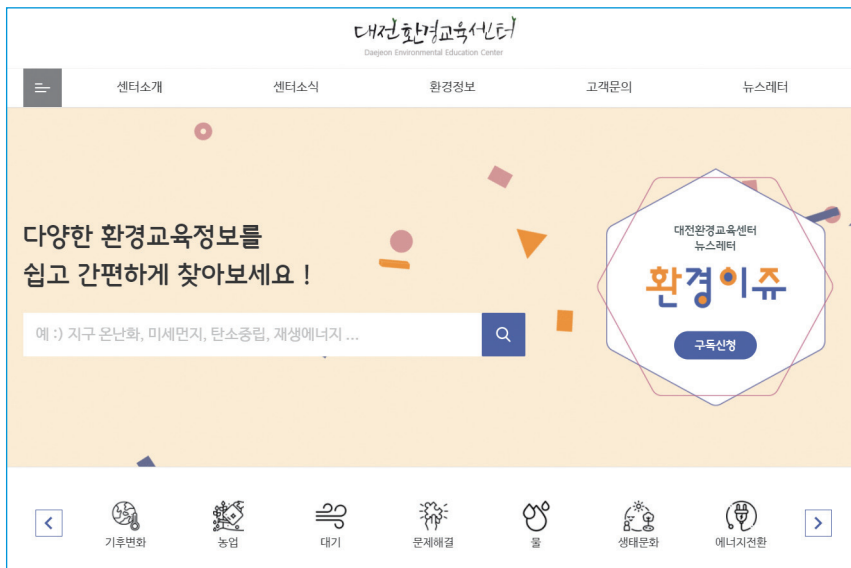 대전환경교육센터
Daejeon Environmental Education Center
센터소개 센터소식 환경정보 고객문의 뉴스레터
다양한 환경교육정보를
쉽고 간편하게 찾아보세요 !
예 :) 지구 온난화, 미세먼지, 탄소중립, 재생에너지 ...
대전환경교육센터
뉴스레터
환경이쥬
구독신청
기후변화 농업 대기 문제해결 물 생태문화 에너지전환